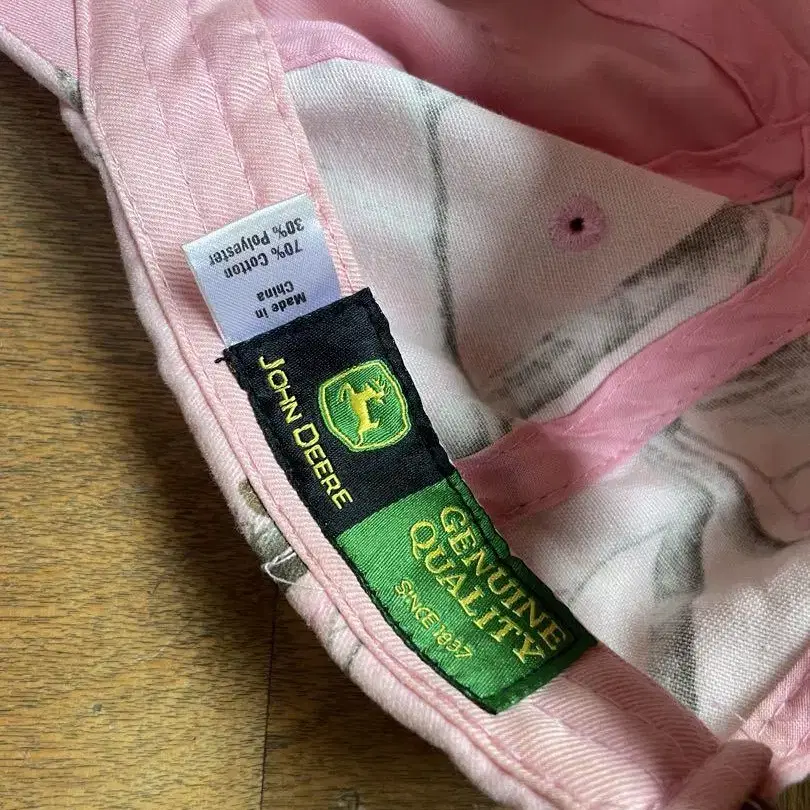 30% Polyester
70% Cotton
Made in
China
JOHN DEERE
GENUINE
QUALITY
SINCE 1837